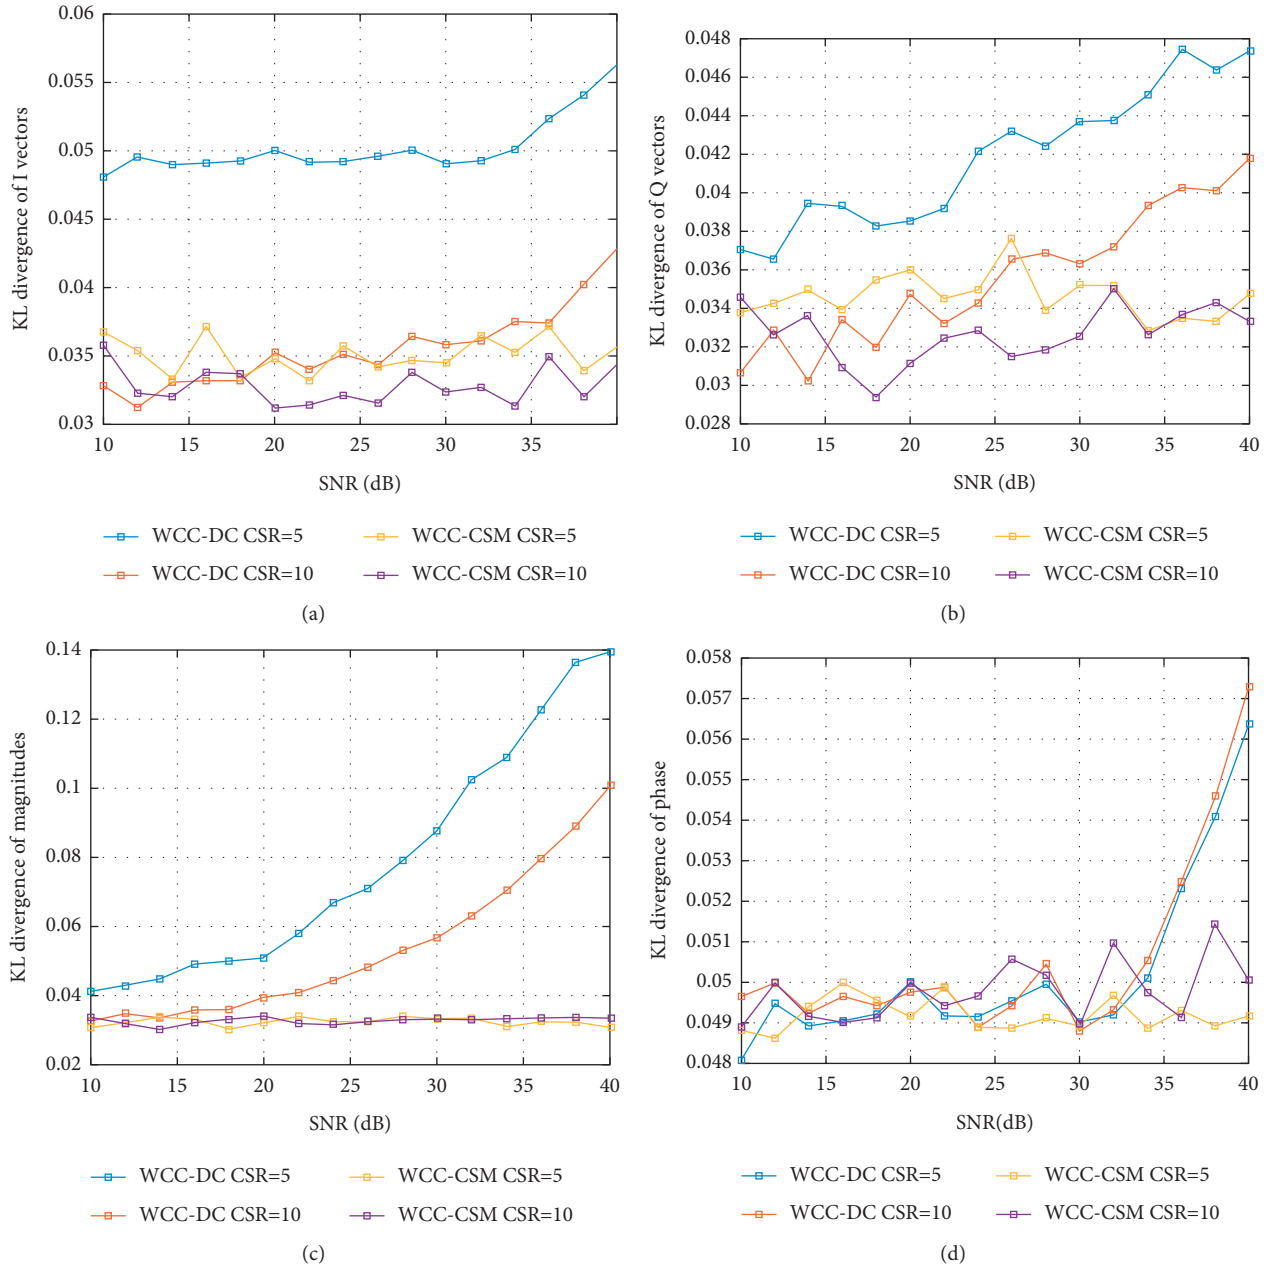 0.06
0.055
0.05
0.045
0.04
0.035
0.03
KL divergence of I vectors
10 15 20 25 30 35
SNR (dB)
WCC-DC CSR=5
WCC-CSM CSR=5
WCC-DC CSR=10
WCC-CSM CSR=10
(a)
0.048
0.046
0.044
0.042
0.04
0.038
0.036
0.034
0.032
0.03
0.028
KL divergence of Q vectors
10 15 20 25 30 35 40
SNR (dB)
WCC-DC CSR=5
WCC-CSM CSR=5
WCC-DC CSR=10
WCC-CSM CSR=10
(b)
0.14
0.12
0.1
0.08
0.06
0.04
0.02
KL divergence of magnitudes
10 15 20 25 30 35 40
SNR (dB)
WCC-DC CSR=5
WCC-CSM CSR=5
WCC-DC CSR=10
WCC-CSM CSR=10
(c)
0.058
0.057
0.056
0.055
0.054
0.053
0.052
0.051
0.05
0.049
0.048
KL divergence of phase
10 15 20 25 30 35 40
SNR(dB)
WCC-DC CSR=5
WCC-CSM CSR=5
WCC-DC CSR=10
WCC-CSM CSR=10
(d)